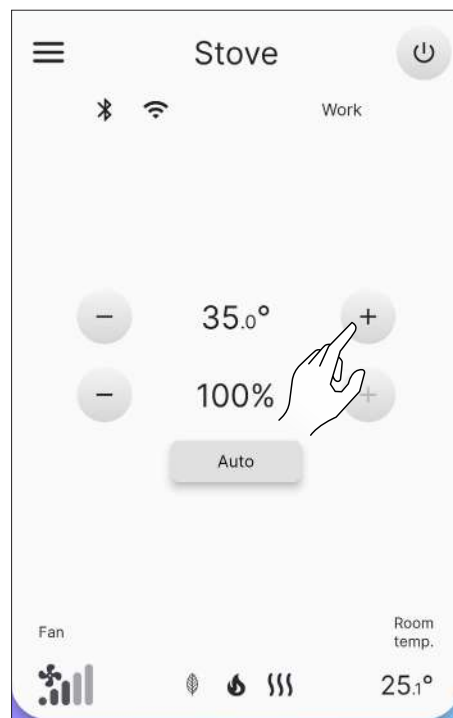 Stove
Work
− 35.0° +
− 100% +
Auto
Fan
Room
temp.
25.1°